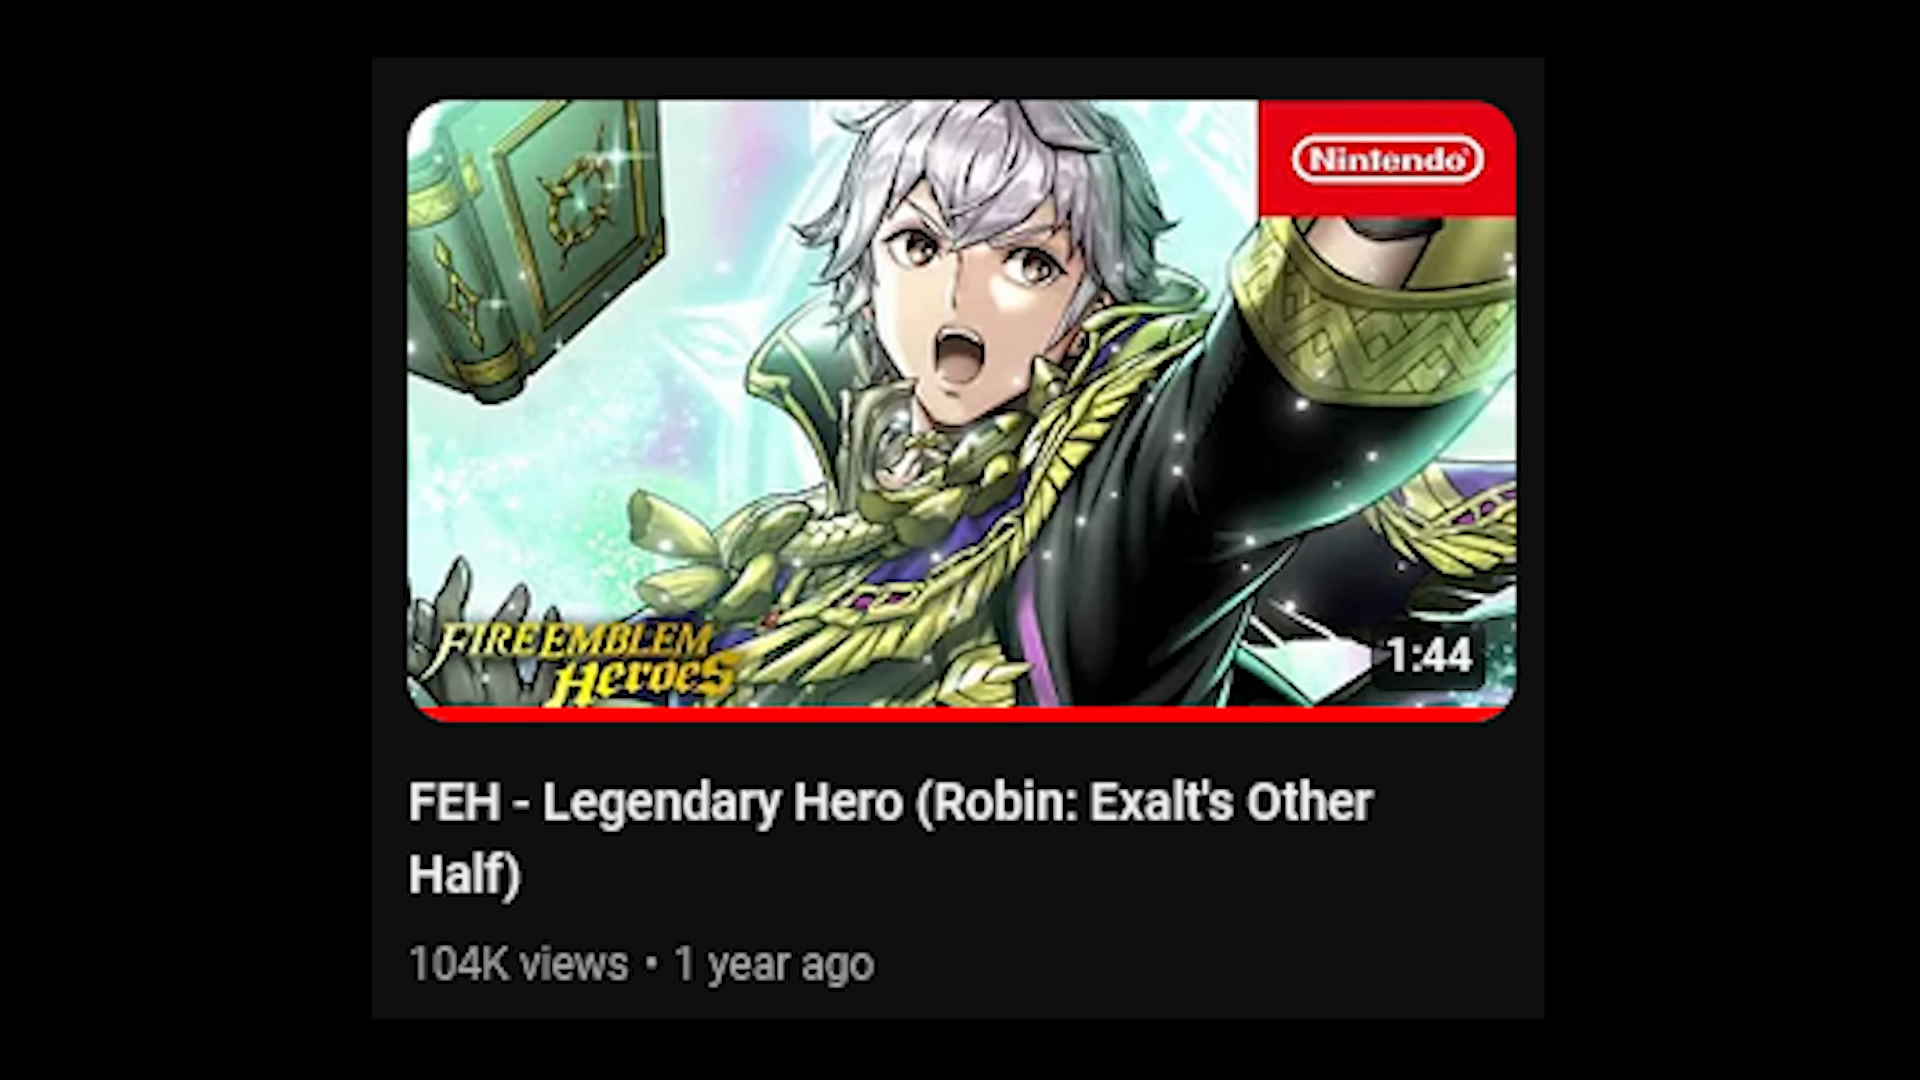 Nintendo
FIRE EMBLEM
Heroes
1:44
FEH - Legendary Hero (Robin: Exalt's Other
Half)
104K views • 1 year ago